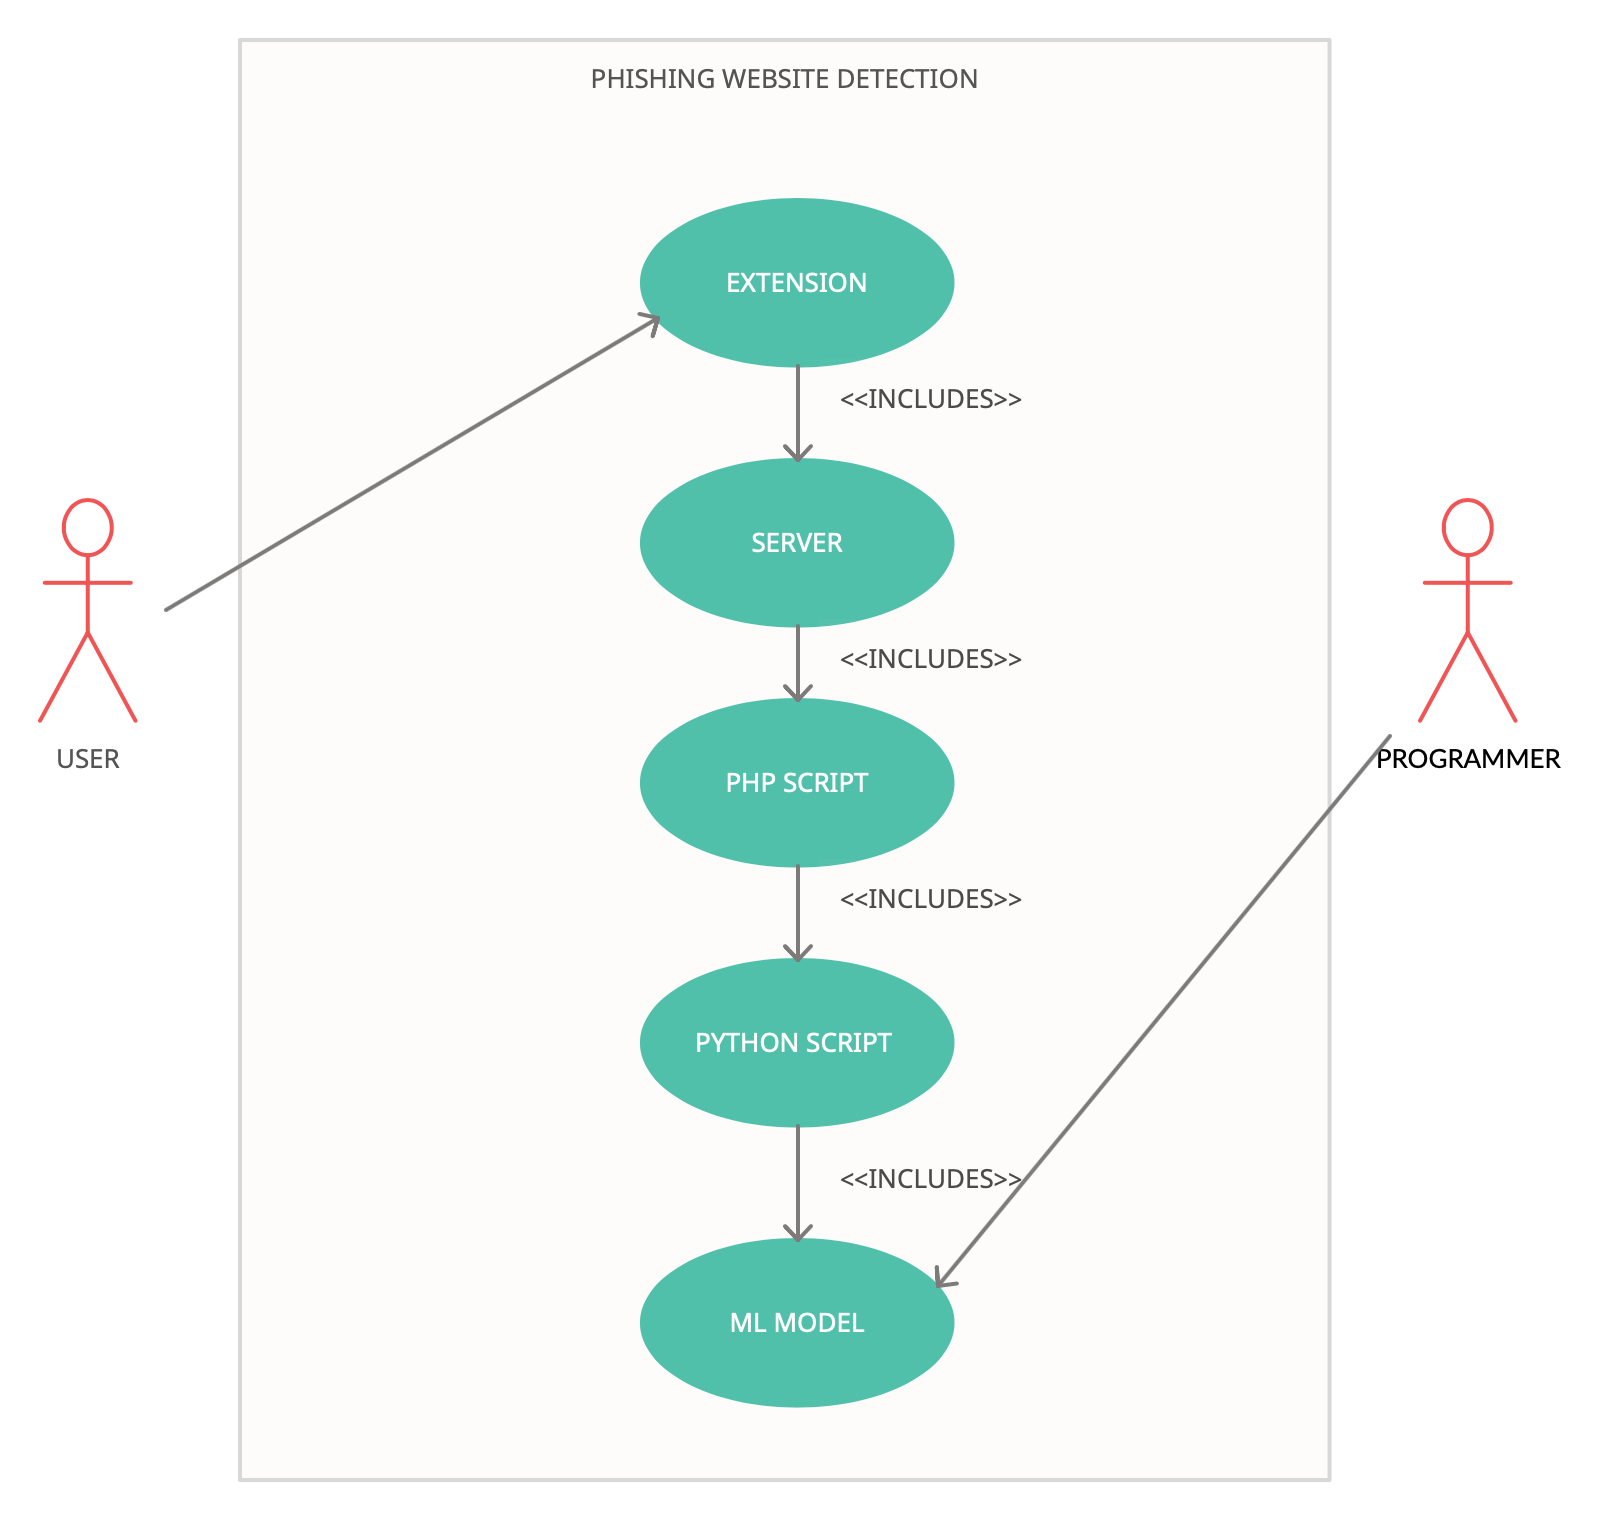 PHISHING WEBSITE DETECTION
EXTENSION
<<INCLUDES>>
SERVER
<<INCLUDES>>
USER
PROGRAMMER
PHP SCRIPT
<<INCLUDES>>
PYTHON SCRIPT
<<INCLUDES>>
ML MODEL